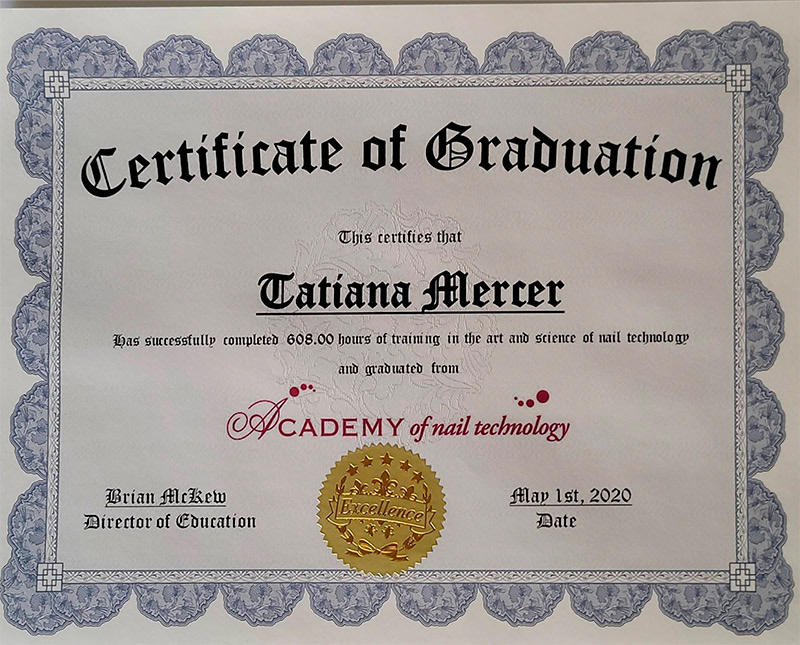 Certificate of Graduation
This certifies that
Tatiana Mercer
Has successfully completed 608.00 hours of training in the art and science of nail technology
and graduated from
ACADEMY of nail technology
Excellence
Brian McKew
Director of Education
May 1st, 2020
Date